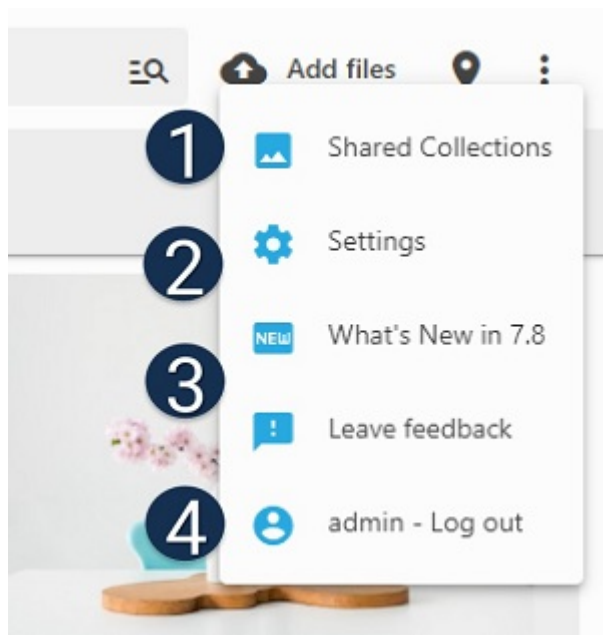 Add files
1
Shared Collections
2
Settings
NEW What's New in 7.8
3
Leave feedback
4
admin - Log out